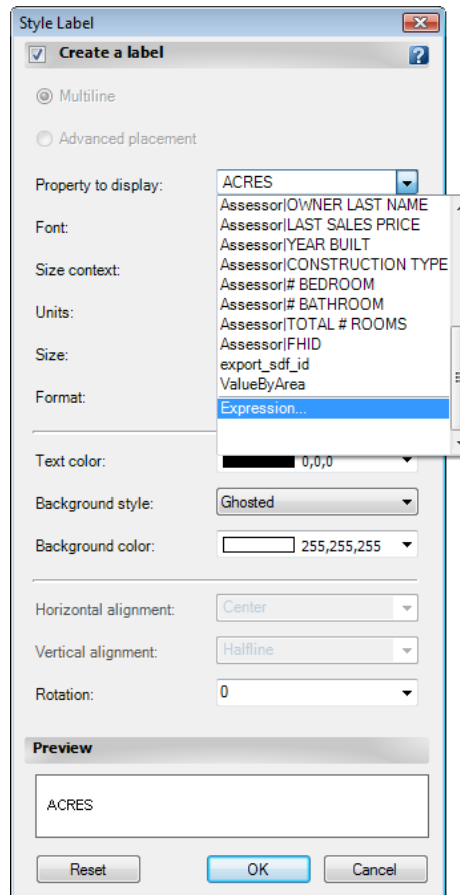 Style Label
Create a label
Multiline
Advanced placement
Property to display: ACRES
Assessor|OWNER LAST NAME
Font: Assessor|LAST SALES PRICE
Assessor|YEAR BUILT
Size context: Assessor|CONSTRUCTION TYPE
Assessor|# BEDROOM
Units: Assessor|# BATHROOM
Assessor|TOTAL # ROOMS
Size: Assessor|FHID
export_sdf_id
ValueByArea
Format: Expression...
Text color: 0,0,0
Background style: Ghosted
Background color: 255,255,255
Horizontal alignment: Center
Vertical alignment: Halfline
Rotation: 0
Preview
ACRES
Reset OK Cancel